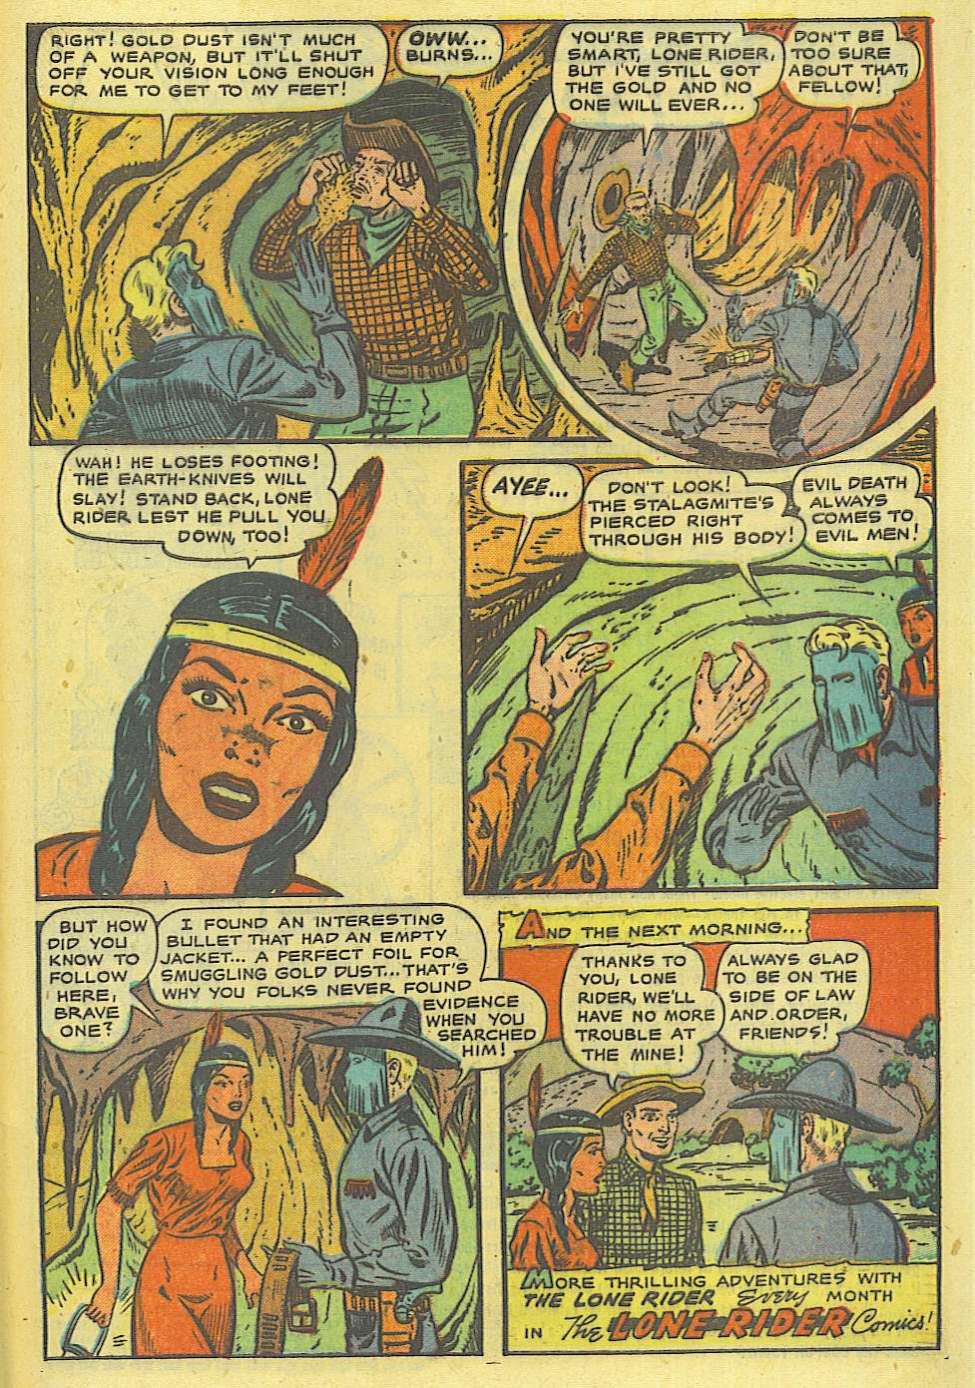 RIGHT! GOLD DUST ISN'T MUCH
OF A WEAPON, BUT IT'LL SHUT
OFF YOUR VISION LONG ENOUGH
FOR ME TO GET TO MY FEET!
OWW...
BURNS...
YOU'RE PRETTY
SMART, LONE RIDER,
BUT I'VE STILL GOT
THE GOLD AND NO
ONE WILL EVER...
DON'T BE
TOO SURE
ABOUT THAT,
FELLOW!
WAH! HE LOSES FOOTING!
THE EARTH-KNIVES WILL
SLAY! STAND BACK, LONE
RIDER LEST HE PULL YOU
DOWN, TOO!
AYEE...
DON'T LOOK!
THE STALAGMITE'S
PIERCED RIGHT
THROUGH HIS BODY!
EVIL DEATH
ALWAYS
COMES TO
EVIL MEN!
BUT HOW
DID YOU
KNOW TO
FOLLOW
HERE,
BRAVE
ONE?
I FOUND AN INTERESTING
BULLET THAT HAD AN EMPTY
JACKET... A PERFECT FOIL FOR
SMUGGLING GOLD DUST...THAT'S
WHY YOU FOLKS NEVER FOUND
EVIDENCE
WHEN YOU
SEARCHED
HIM!
AND THE NEXT MORNING...
THANKS TO
YOU, LONE
RIDER, WE'LL
HAVE NO MORE
TROUBLE AT
THE MINE!
ALWAYS GLAD
TO BE ON THE
SIDE OF LAW
AND ORDER,
FRIENDS!
MORE THRILLING ADVENTURES WITH
THE LONE RIDER Every MONTH
IN The LONE RIDER Comics!